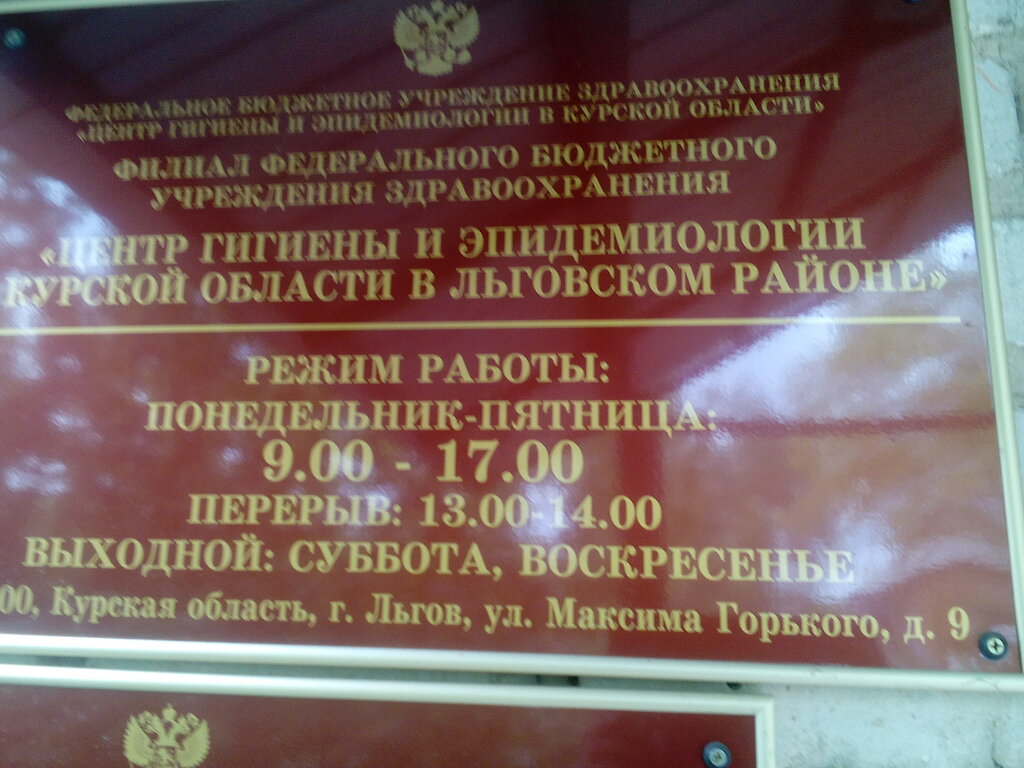 ФЕДЕРАЛЬНОЕ БЮДЖЕТНОЕ УЧРЕЖДЕНИЕ ЗДРАВООХРАНЕНИЯ
«ЦЕНТР ГИГИЕНЫ И ЭПИДЕМИОЛОГИИ В КУРСКОЙ ОБЛАСТИ»
ФИЛИАЛ ФЕДЕРАЛЬНОГО БЮДЖЕТНОГО
УЧРЕЖДЕНИЯ ЗДРАВООХРАНЕНИЯ
«ЦЕНТР ГИГИЕНЫ И ЭПИДЕМИОЛОГИИ
КУРСКОЙ ОБЛАСТИ В ЛЬГОВСКОМ РАЙОНЕ»
РЕЖИМ РАБОТЫ:
ПОНЕДЕЛЬНИК-ПЯТНИЦА:
9.00 - 17.00
ПЕРЕРЫВ: 13.00-14.00
ВЫХОДНОЙ: СУББОТА, ВОСКРЕСЕНЬЕ
00, Курская область, г. Льгов, ул. Максима Горького, д. 9